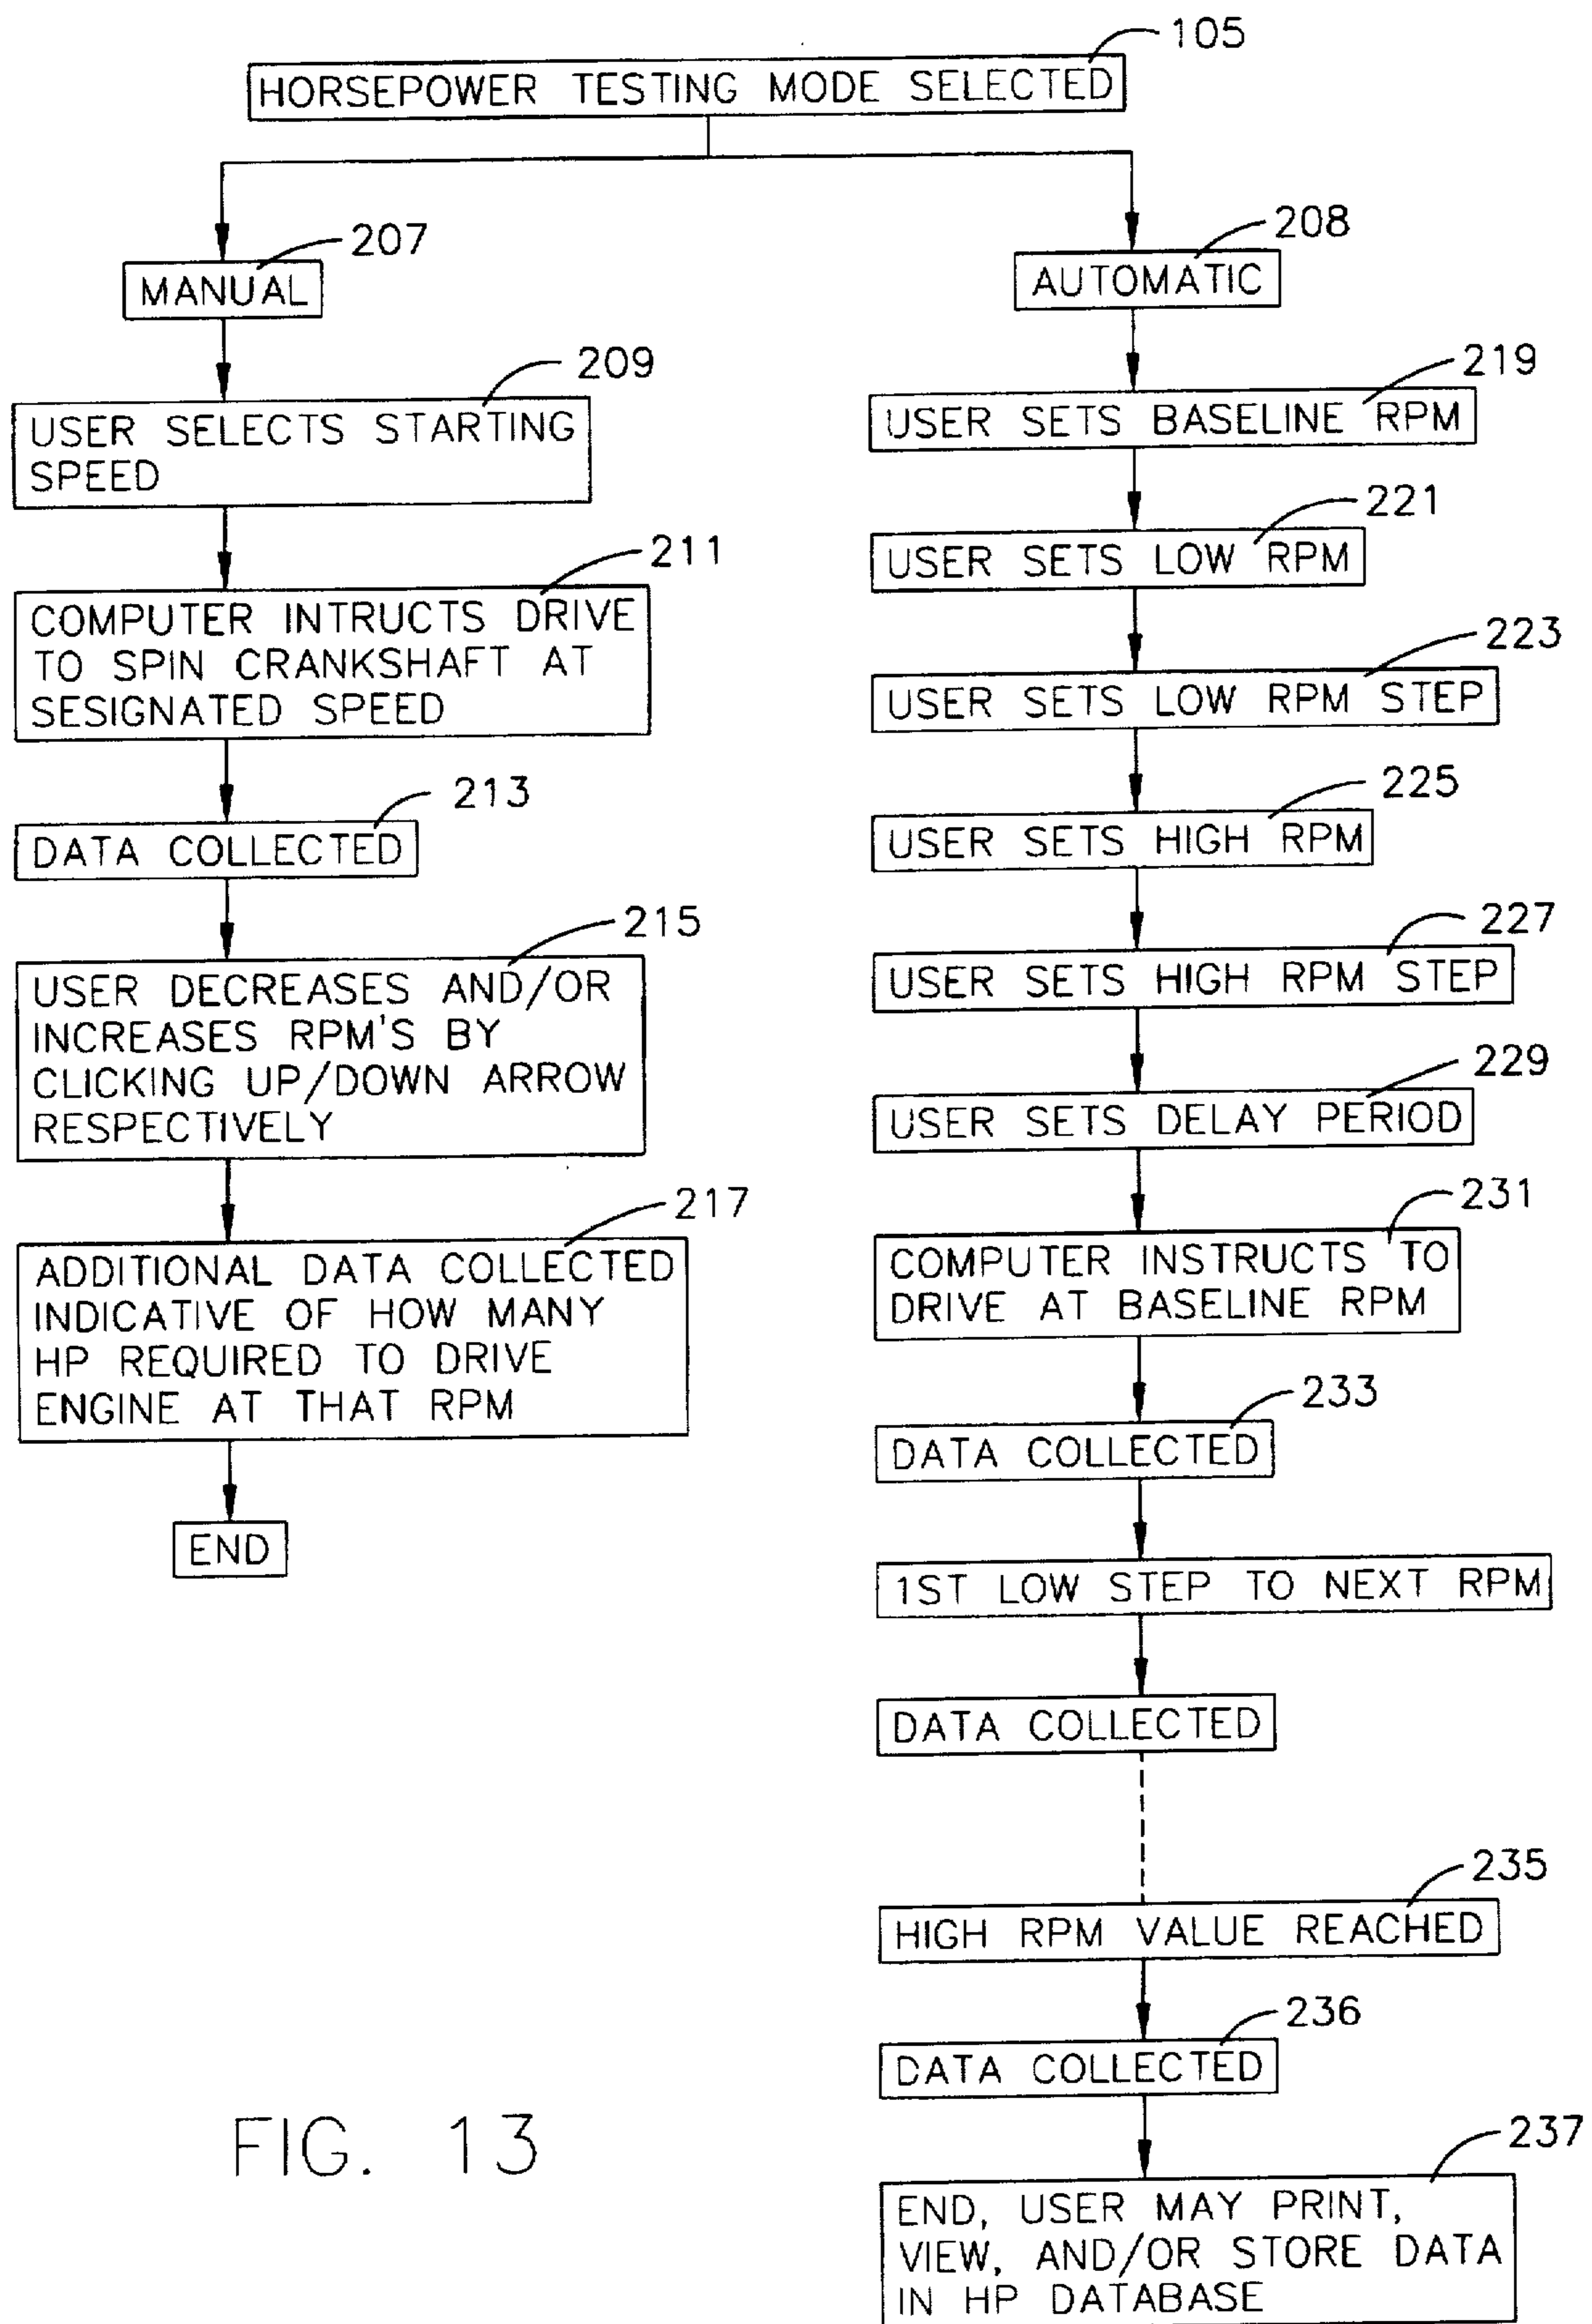 105
HORSEPOWER TESTING MODE SELECTED
207
MANUAL
209
USER SELECTS STARTING
SPEED
211
COMPUTER INTRUCTS DRIVE
TO SPIN CRANKSHAFT AT
SESIGNATED SPEED
213
DATA COLLECTED
215
USER DECREASES AND/OR
INCREASES RPM'S BY
CLICKING UP/DOWN ARROW
RESPECTIVELY
217
ADDITIONAL DATA COLLECTED
INDICATIVE OF HOW MANY
HP REQUIRED TO DRIVE
ENGINE AT THAT RPM
END
208
AUTOMATIC
219
USER SETS BASELINE RPM
221
USER SETS LOW RPM
223
USER SETS LOW RPM STEP
225
USER SETS HIGH RPM
227
USER SETS HIGH RPM STEP
229
USER SETS DELAY PERIOD
231
COMPUTER INSTRUCTS TO
DRIVE AT BASELINE RPM
233
DATA COLLECTED
1ST LOW STEP TO NEXT RPM
DATA COLLECTED
235
HIGH RPM VALUE REACHED
236
DATA COLLECTED
237
END, USER MAY PRINT,
VIEW, AND/OR STORE DATA
IN HP DATABASE
FIG. 13